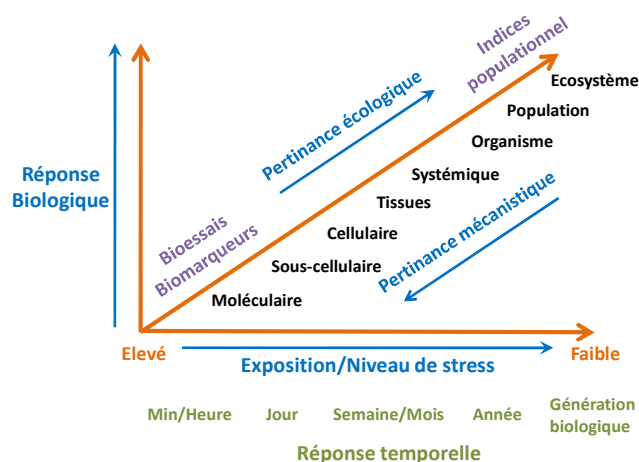 Indices
populationnel
Ecosystème
Population
Organisme
Systémique
Tissues
Cellulaire
Sous-cellulaire
Moléculaire
Pertinance écologique
Pertinance mécanistique
Bioessais
Biomarqueurs
Réponse
Biologique
Elevé
Exposition/Niveau de stress
Faible
Min/Heure
Jour
Semaine/Mois
Année
Génération
biologique
Réponse temporelle